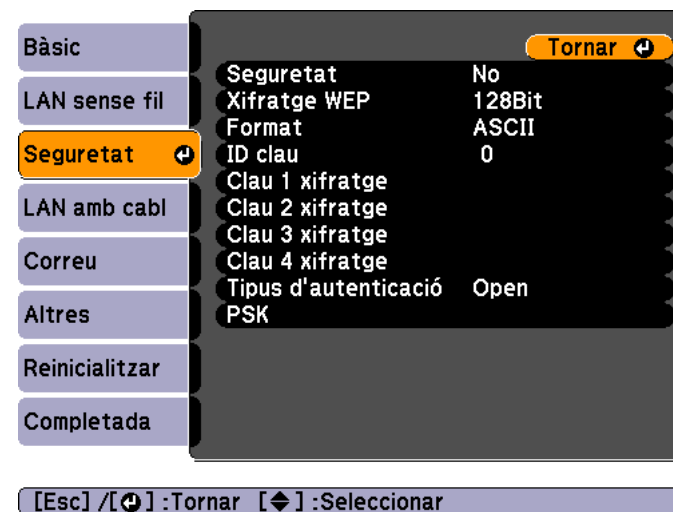 Bàsic
LAN sense fil
Seguretat
LAN amb cabl
Correu
Altres
Reinicialitzar
Completada
Tornar
Seguretat No
Xifratge WEP 128Bit
Format ASCII
ID clau 0
Clau 1 xifratge
Clau 2 xifratge
Clau 3 xifratge
Clau 4 xifratge
Tipus d'autenticació Open
PSK
[Esc] /[⏎] :Tornar [◆] :Seleccionar